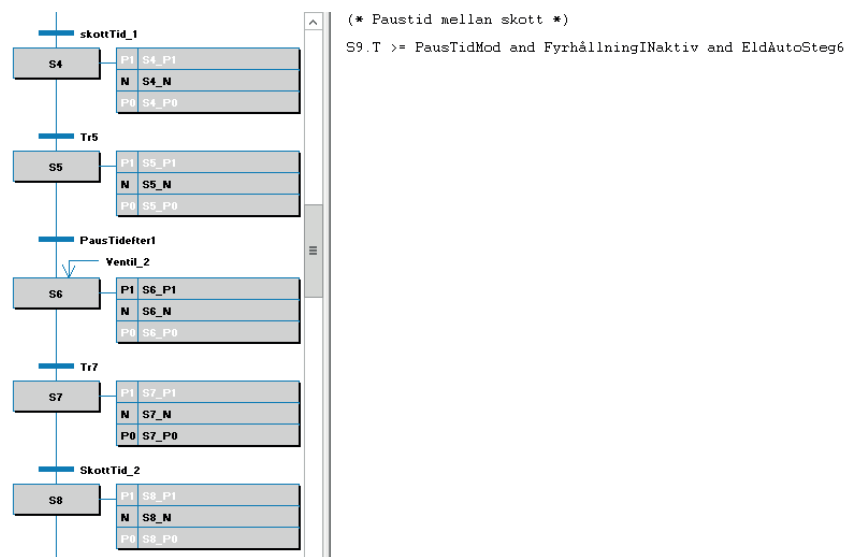 skottTid_1
S4
P1 S4_P1
N S4_N
P0 S4_P0
Tr5
S5
P1 S5_P1
N S5_N
P0 S5_P0
PausTidefter1
Ventil_2
S6
P1 S6_P1
N S6_N
P0 S6_P0
Tr7
S7
P1 S7_P1
N S7_N
P0 S7_P0
SkottTid_2
S8
P1 S8_P1
N S8_N
P0 S8_P0
(* Paustid mellan skott *)
S9.T >= PausTidMod and FyrhållningINaktiv and EldAutoSteg6